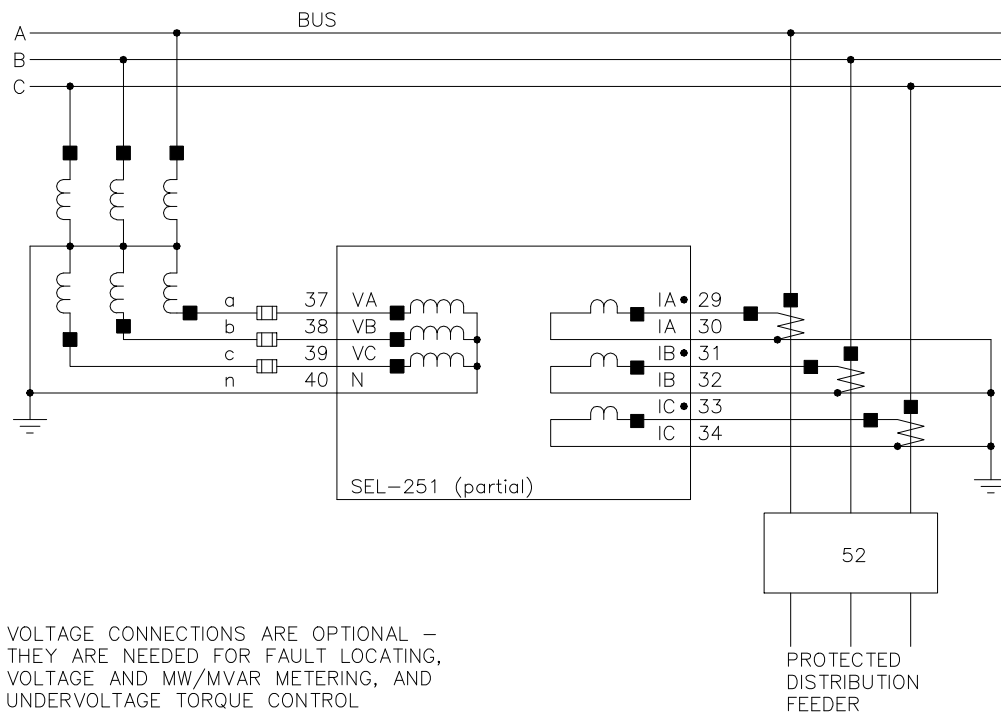 BUS
A
B
C
a 37 VA
b 38 VB
c 39 VC
n 40 N
IA 29
IA 30
IB 31
IB 32
IC 33
IC 34
SEL-251 (partial)
52
VOLTAGE CONNECTIONS ARE OPTIONAL –
THEY ARE NEEDED FOR FAULT LOCATING,
VOLTAGE AND MW/MVAR METERING, AND
UNDERVOLTAGE TORQUE CONTROL
PROTECTED
DISTRIBUTION
FEEDER